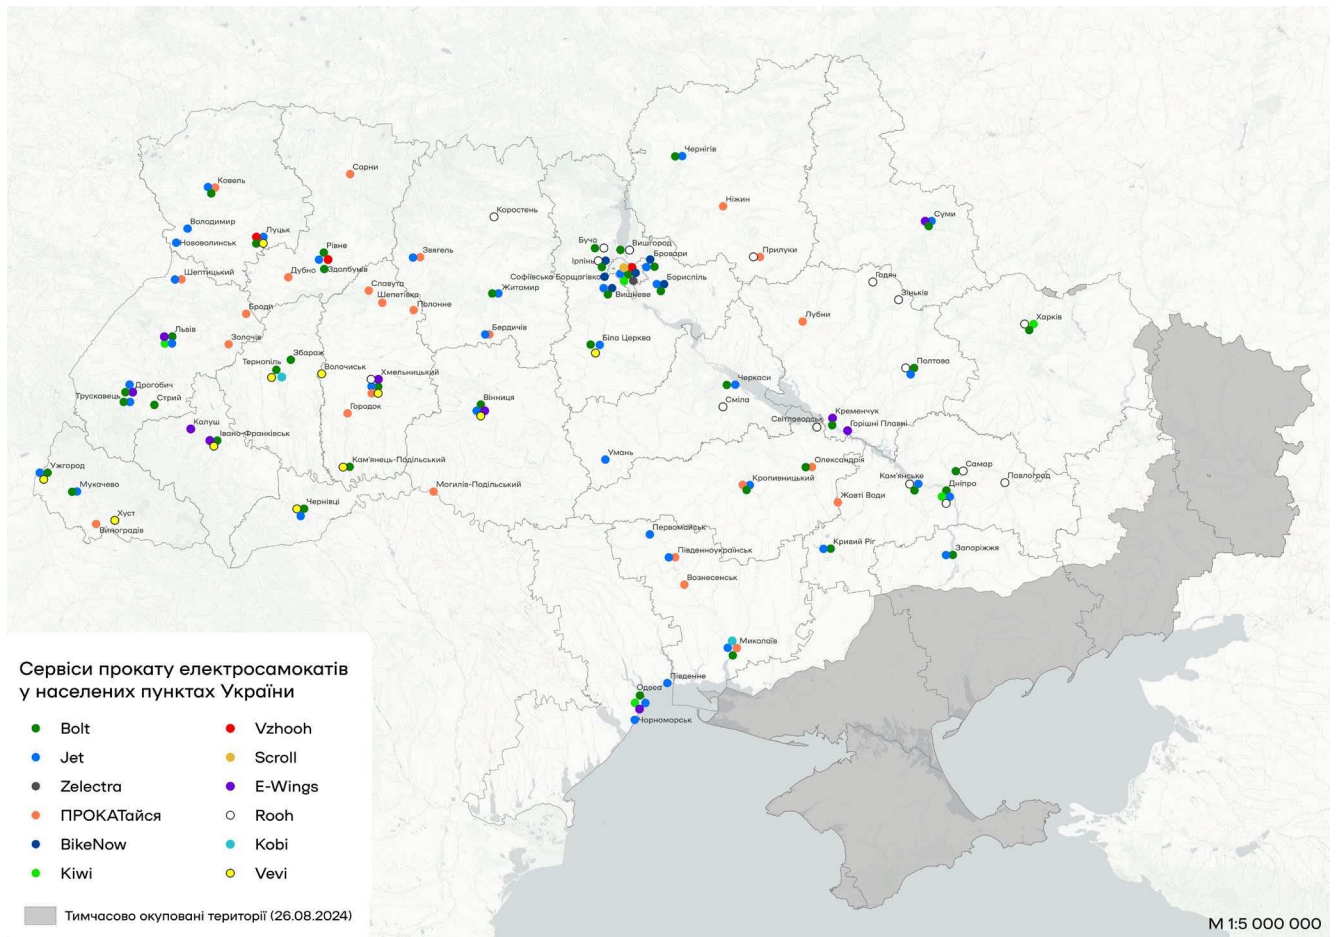 Чернігів
Сарни
Ковель
Ніжин
Коростень
Суми
Володимир
Луцьк
Нововолинськ
Рівне
Звягель
Буча
Вишгород
Бровари
Прилуки
Ірпінь
Шептицький
Дубно
Здолбунів
Софіївська Борщагівка
Бориспіль
Гадяч
Славута
Шепетівка
Полонне
Житомир
Вишневе
Зіньків
Броди
Лубни
Харків
Львів
Золочів
Бердичів
Біла Церква
Збараж
Тернопіль
Волочиськ
Хмельницький
Полтава
Дрогобич
Трускавець
Стрий
Черкаси
Сміла
Городок
Вінниця
Кременчук
Світловодськ
Горішні Плавні
Калуш
Івано-Франківськ
Ужгород
Кам'янець-Подільський
Умань
Олександрія
Самар
Кропивницький
Кам'янське
Павлоград
Мукачево
Могилів-Подільський
Дніпро
Жовті Води
Хуст
Чернівці
Виноградів
Первомайськ
Кривий Ріг
Південноукраїнськ
Запоріжжя
Вознесенськ
Миколаїв
Південне
Одеса
Чорноморськ
Сервіси прокату електросамокатів
у населених пунктах України
Bolt
Jet
Zelectra
ПРОКАТайся
BikeNow
Kiwi
Vzhooh
Scroll
E-Wings
Rooh
Kobi
Vevi
Тимчасово окуповані території (26.08.2024)
М 1:5 000 000